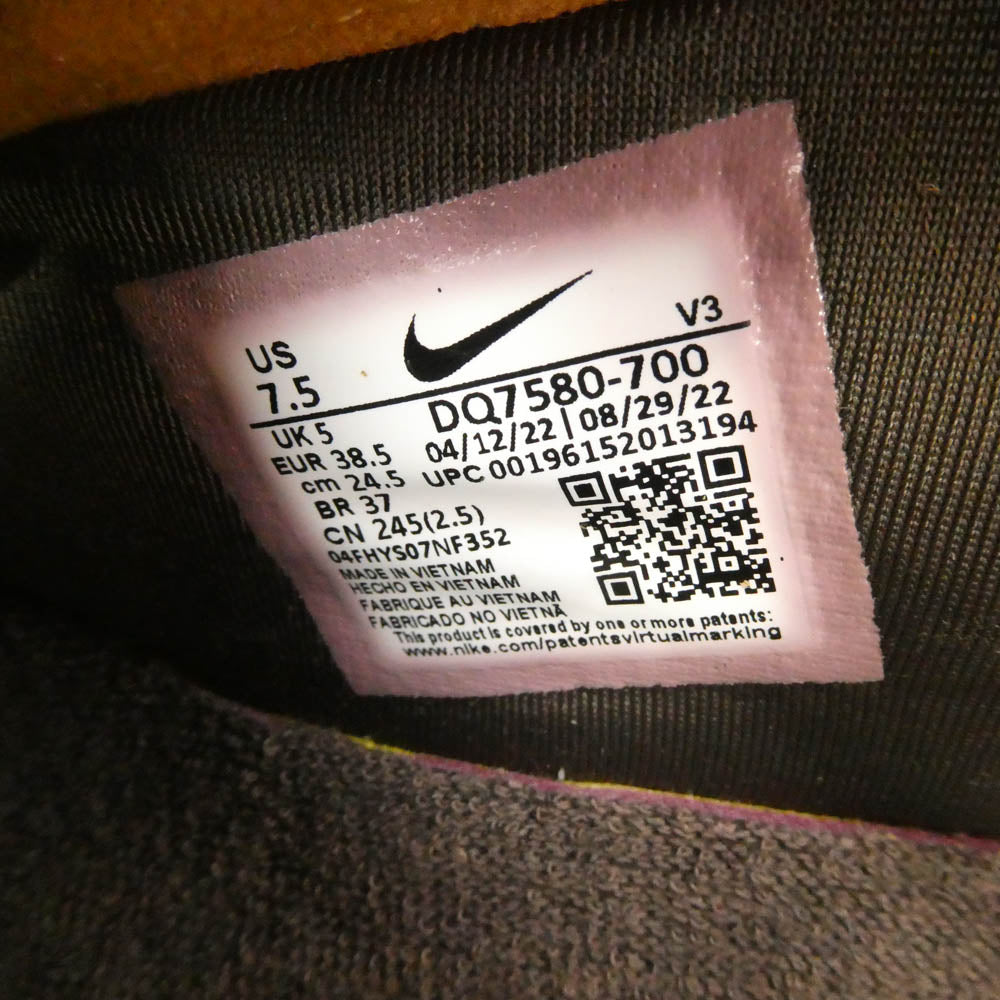 V3
US
7.5
DQ7580-700
UK 5
04/12/22 | 08/29/22
EUR 38.5
UPC 00196152013194
cm 24.5
BR 37
CN 245(2.5)
04FHYS07NF352
MADE IN VIETNAM
HECHO EN VIETNAM
FABRIQUE AU VIETNAM
FABRICADO NO VIETNÃ
This product is covered by one or more patents:
www.nike.com/patentsvirtualmarking